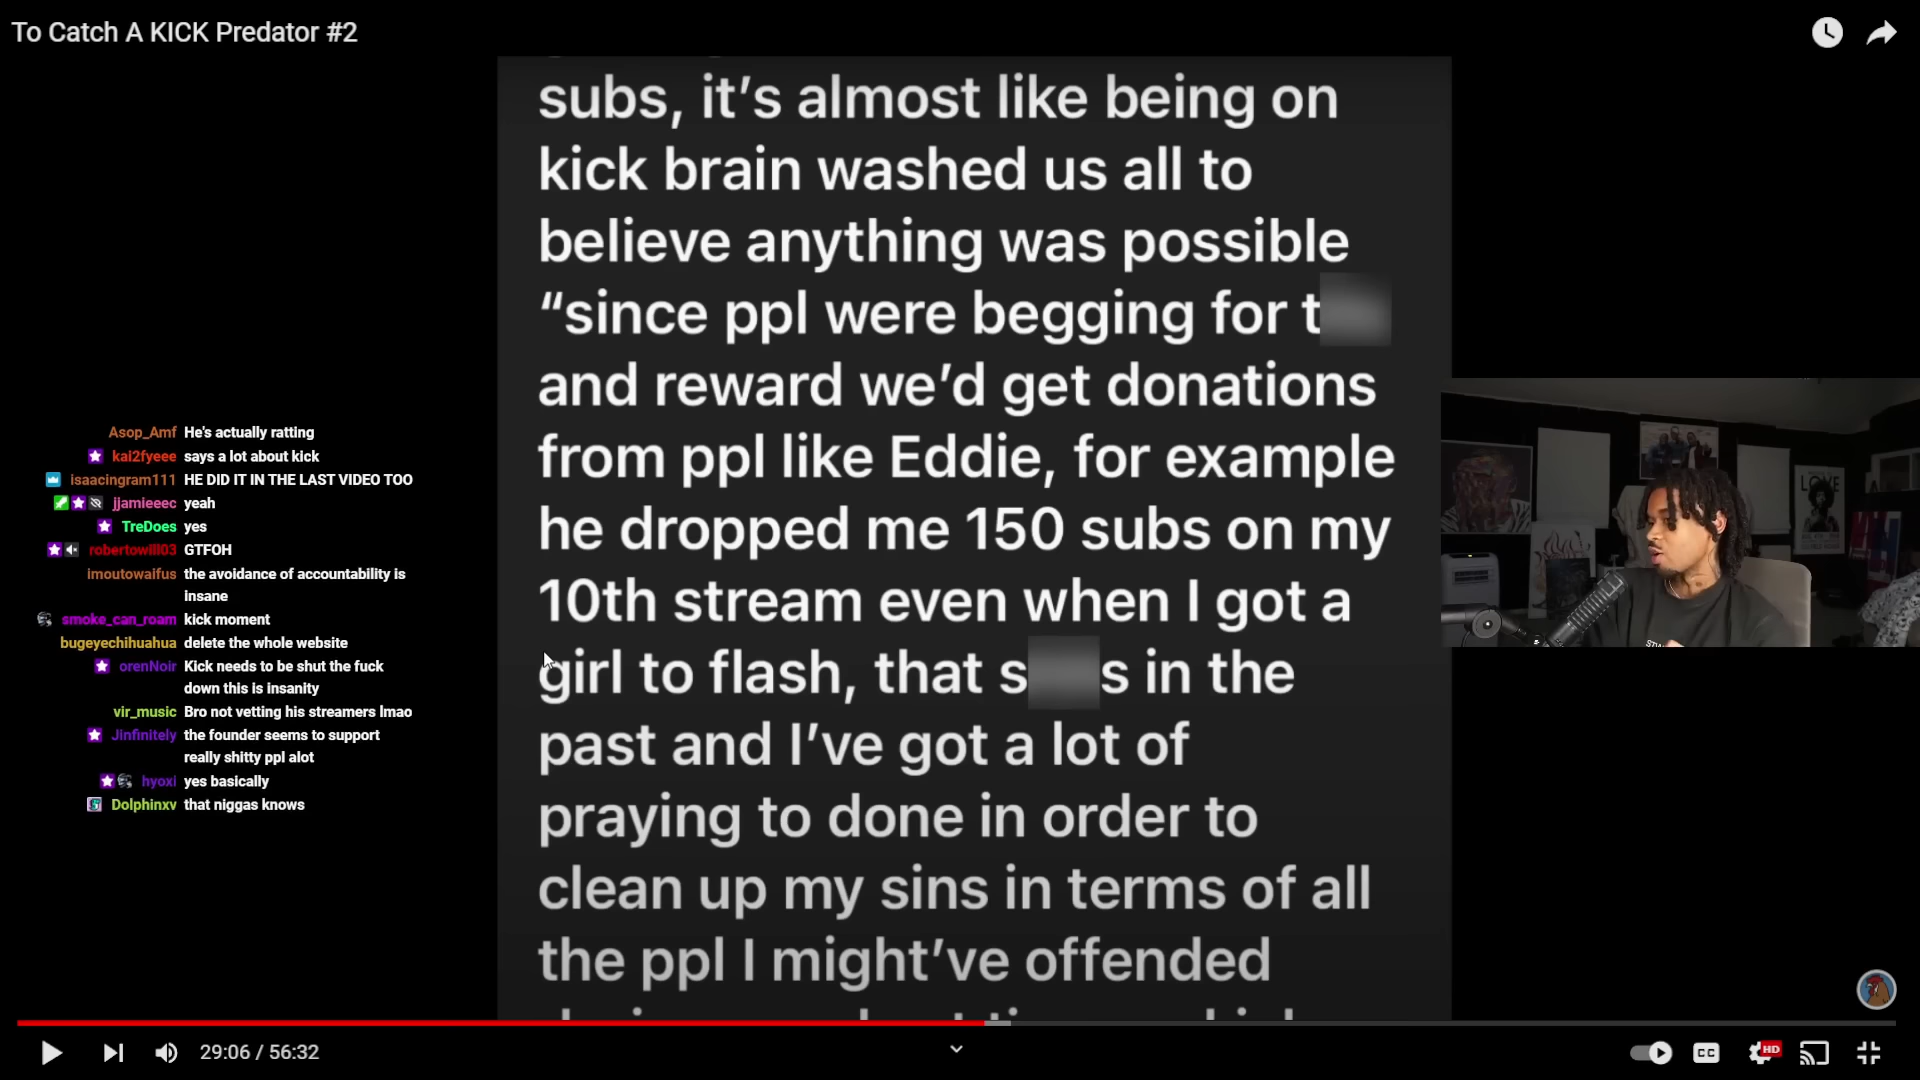 To Catch A KICK Predator #2
subs, it’s almost like being on
kick brain washed us all to
believe anything was possible
“since ppl were begging for t
and reward we’d get donations
from ppl like Eddie, for example
he dropped me 150 subs on my
10th stream even when I got a
girl to flash, that s s in the
past and I’ve got a lot of
praying to done in order to
clean up my sins in terms of all
the ppl I might’ve offended
Asop_Amf He's actually ratting
kai2fyeee says a lot about kick
isaacingram111 HE DID IT IN THE LAST VIDEO TOO
jjamieeec yeah
TreDoes yes
robertowill03 GTFOH
imoutowaifus the avoidance of accountability is
insane
smoke_can_roam kick moment
bugeyechihuahua delete the whole website
orenNoir Kick needs to be shut the fuck
down this is insanity
vir_music Bro not vetting his streamers lmao
Jinfinitely the founder seems to support
really shitty ppl alot
hyoxi yes basically
Dolphinxv that niggas knows
LOVE
29:06 / 56:32
CC
HD